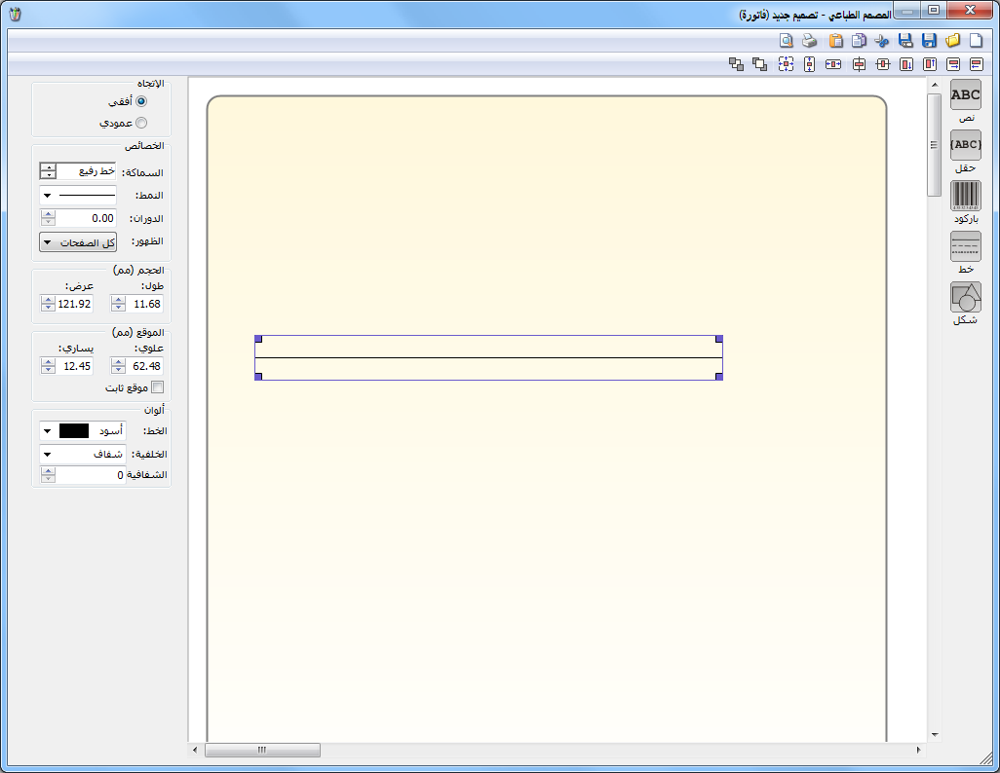 المصمم الطباعي - تصميم جديد (فاتورة)
ABC
نص
{ABC}
حقل
باركود
خط
شكل
الإتجاه
أفقي
عمودي
الخصائص
السماكة: خط رفيع
النمط:
الدوران: 0.00
الظهور: كل الصفحات
الحجم (مم)
طول: عرض:
11.68 121.92
الموقع (مم)
علوي: يساري:
62.48 12.45
موقع ثابت
ألوان
الخط: أسود
الخلفية: شفاف
الشفافية 0